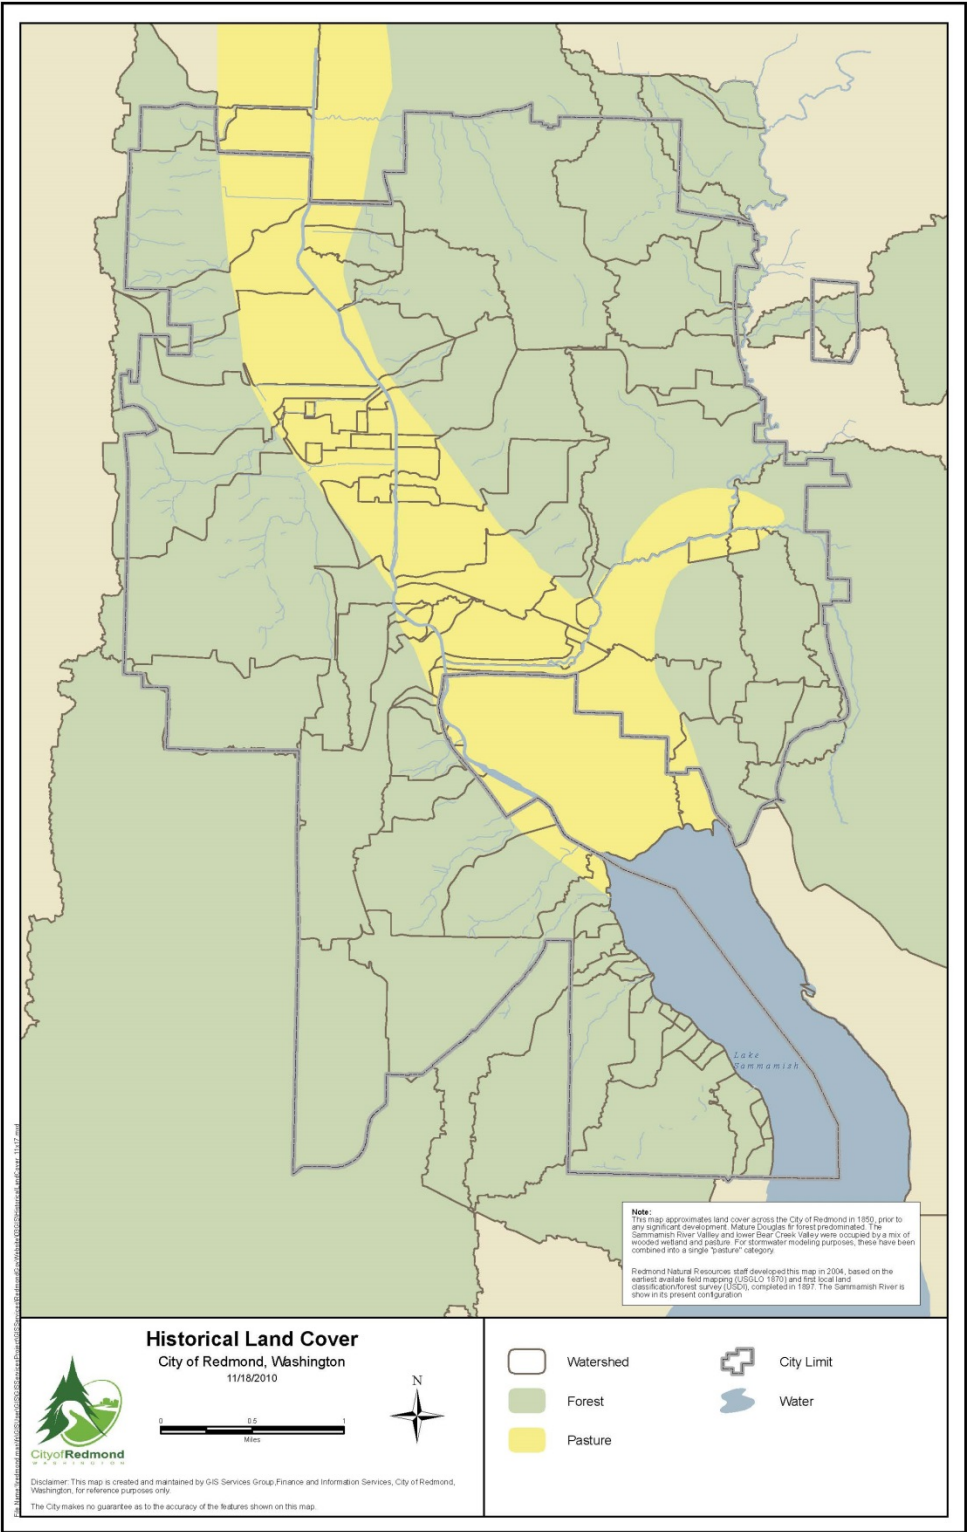 Lake
Sammamish
Note:
This map approximates land cover across the City of Redmond in 1850, prior to
any significant development. Mature Douglas fir forest predominated. The
Sammamish River Vallley and lower Bear Creek Valley were occupied by a mix of
wooded wetland and pasture. For stormwater modeling purposes, these have been
combined into a single "pasture" category.
Redmond Natural Resources staff developed this map in 2004, based on the
earliest availale field mapping (USGLO 1870) and first local land
classification/forest survey (USDI), completed in 1897. The Sammamish River is
show in its present configuration
Historical Land Cover
City of Redmond, Washington
11/18/2010
N
0 0.5 1
Miles
CityofRedmond
WASHINGTON
Disclaimer: This map is created and maintained by GIS Services Group,Finance and Information Services, City of Redmond,
Washington, for reference purposes only.
The City makes no guarantee as to the accuracy of the features shown on this map.
Watershed
Forest
Pasture
City Limit
Water